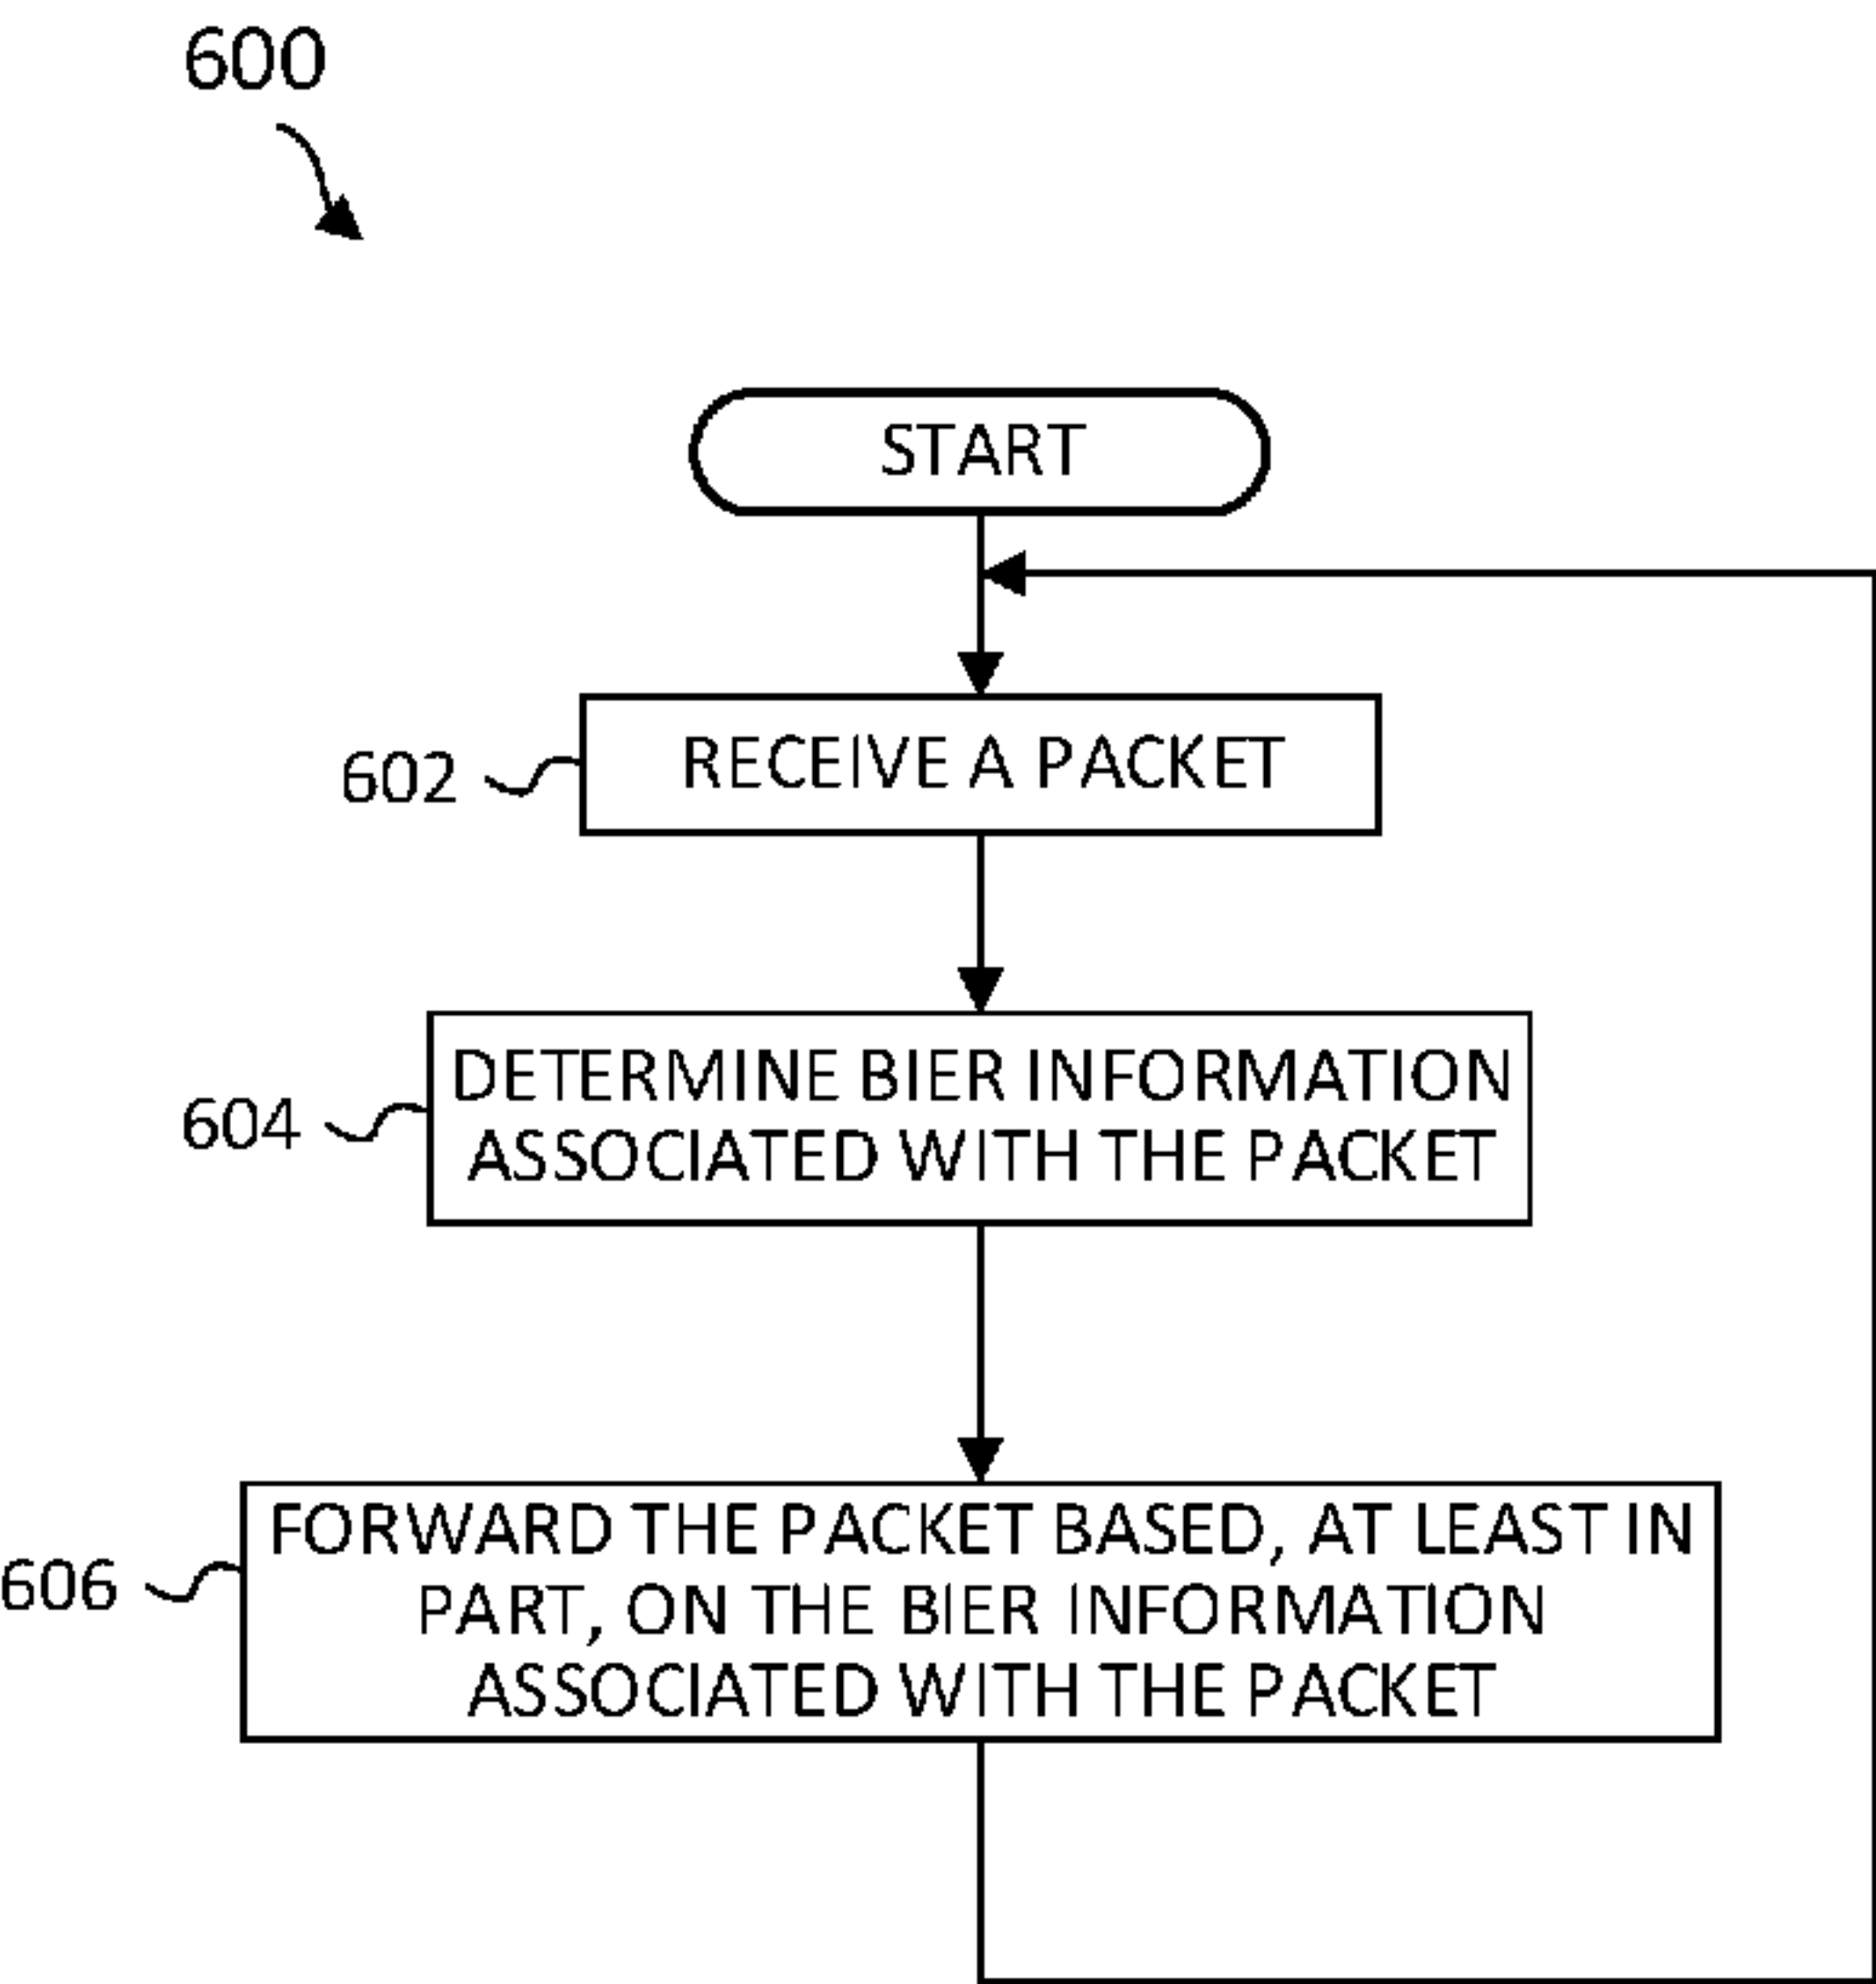 600
START
602
RECEIVE A PACKET
604
DETERMINE BIER INFORMATION
ASSOCIATED WITH THE PACKET
606
FORWARD THE PACKET BASED, AT LEAST IN
PART, ON THE BIER INFORMATION
ASSOCIATED WITH THE PACKET